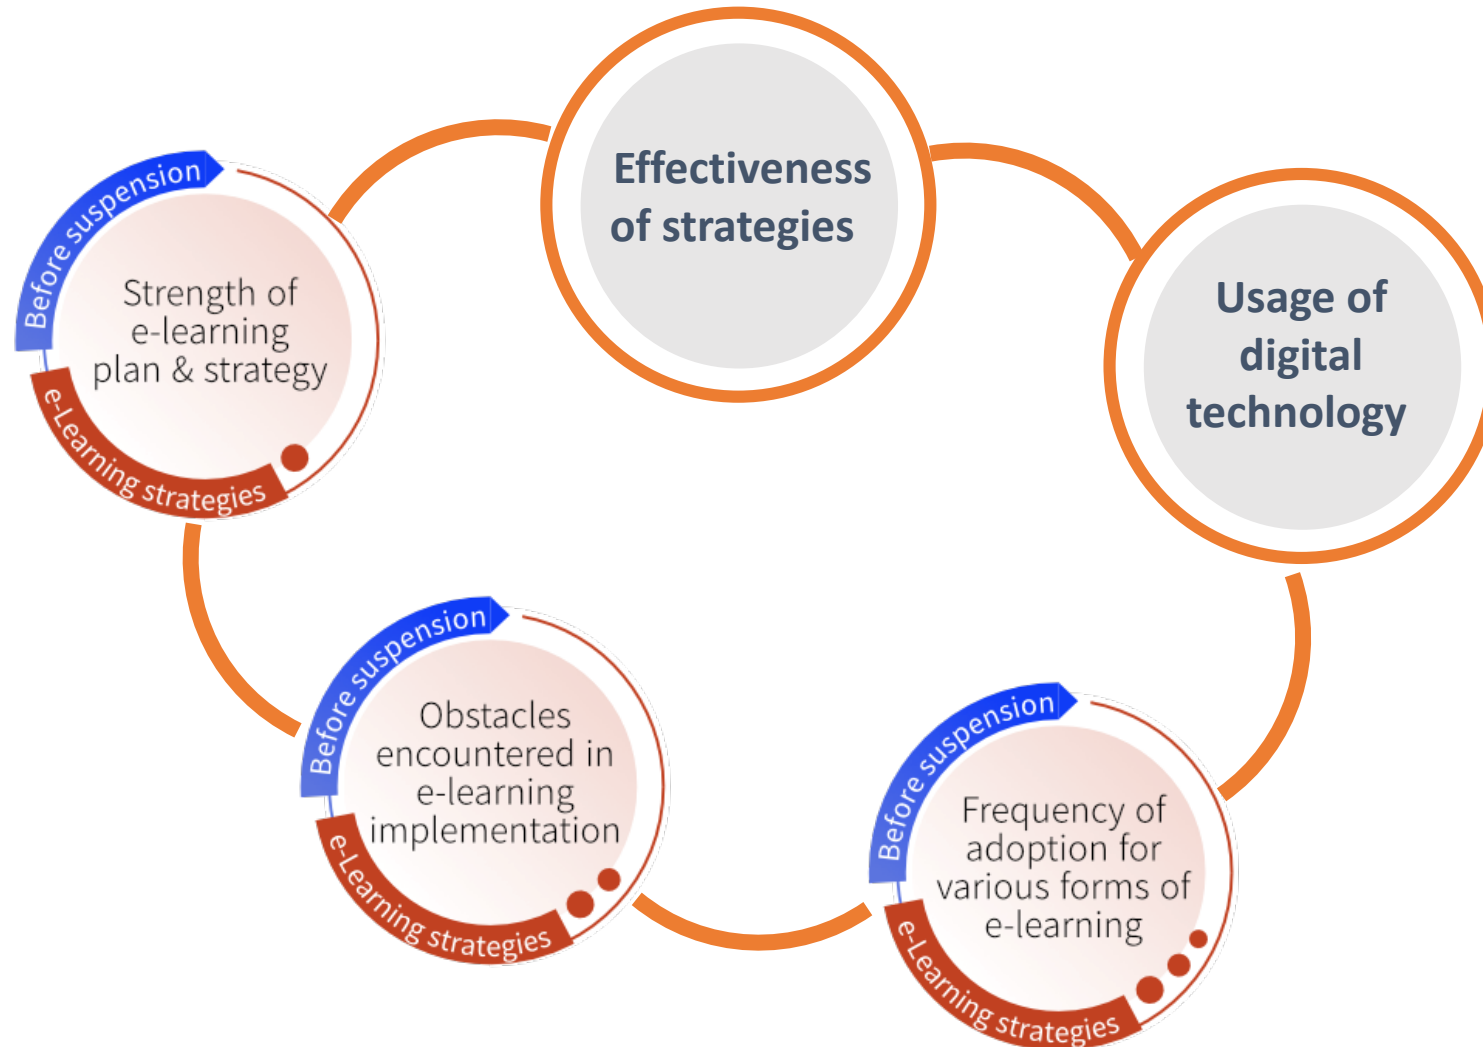 Effectiveness
of strategies
Usage of
digital
technology
Before suspension
Strength of
e-learning
plan & strategy
e-Learning strategies
Before suspension
Obstacles
encountered in
e-learning
implementation
e-Learning strategies
Before suspension
Frequency of
adoption for
various forms of
e-learning
e-Learning strategies